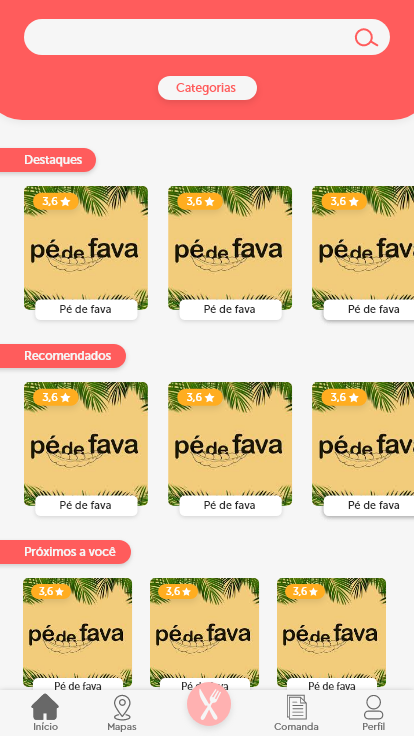 Categorias
Destaques
3,6 3,6 3,6
pé de fava pé de fava pé de fava
Pé de fava Pé de fava Pé de fava
Recomendados
3,6 3,6 3,6
pé de fava pé de fava pé de fava
Pé de fava Pé de fava Pé de fava
Próximos a você
3,6 3,6 3,6
pé de fava pé de fava pé de fava
Pé de fava Pé de fava Pé de fava
Início Mapas Comanda Perfil